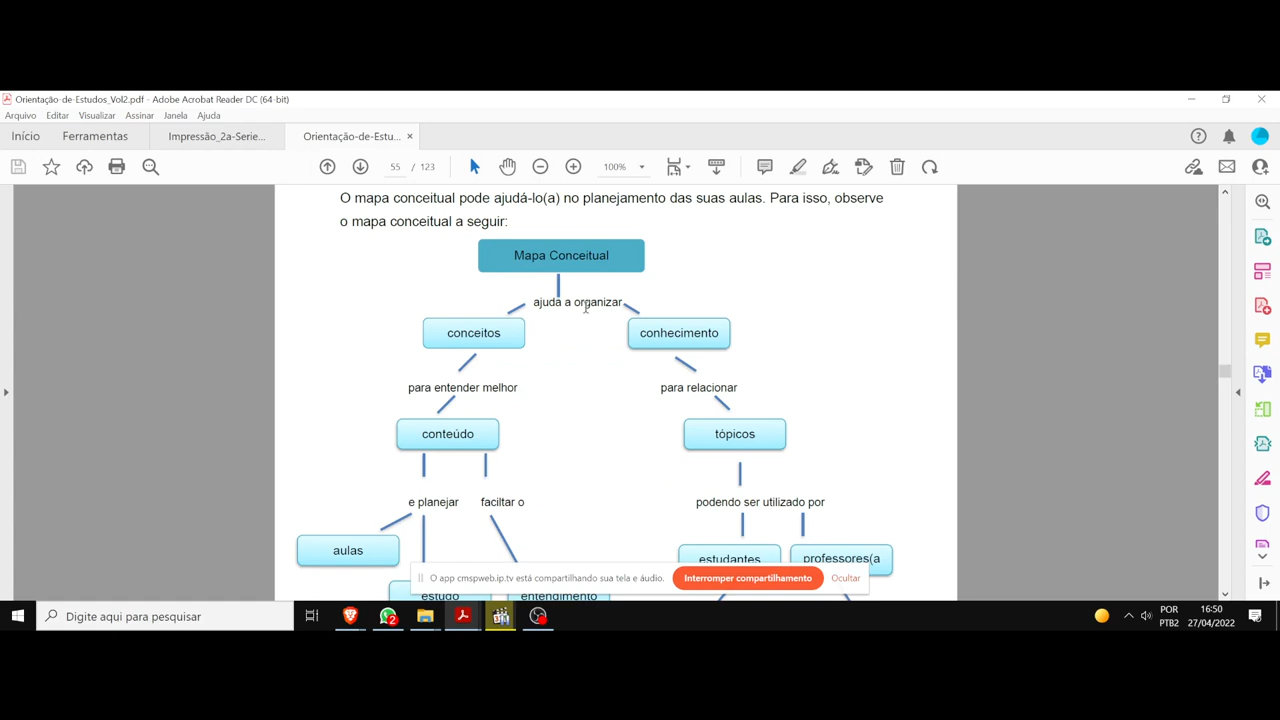 Orientação-de-Estudos_Vol2.pdf - Adobe Acrobat Reader DC (64-bit)
Arquivo Editar Visualizar Assinar Janela Ajuda
Início Ferramentas Impressão_2a-Serie... Orientação-de-Estu... ×
55 / 123 100%
O mapa conceitual pode ajudá-lo(a) no planejamento das suas aulas. Para isso, observe
o mapa conceitual a seguir:
Mapa Conceitual
ajuda a organizar
conceitos conhecimento
para entender melhor para relacionar
conteúdo tópicos
e planejar faciltar o podendo ser utilizado por
aulas estudantes professores(a
O app cmspweb.ip.tv está compartilhando sua tela e áudio. Interromper compartilhamento Ocultar
estudo entendimento
Digite aqui para pesquisar
2
POR 16:50
PTB2 27/04/2022